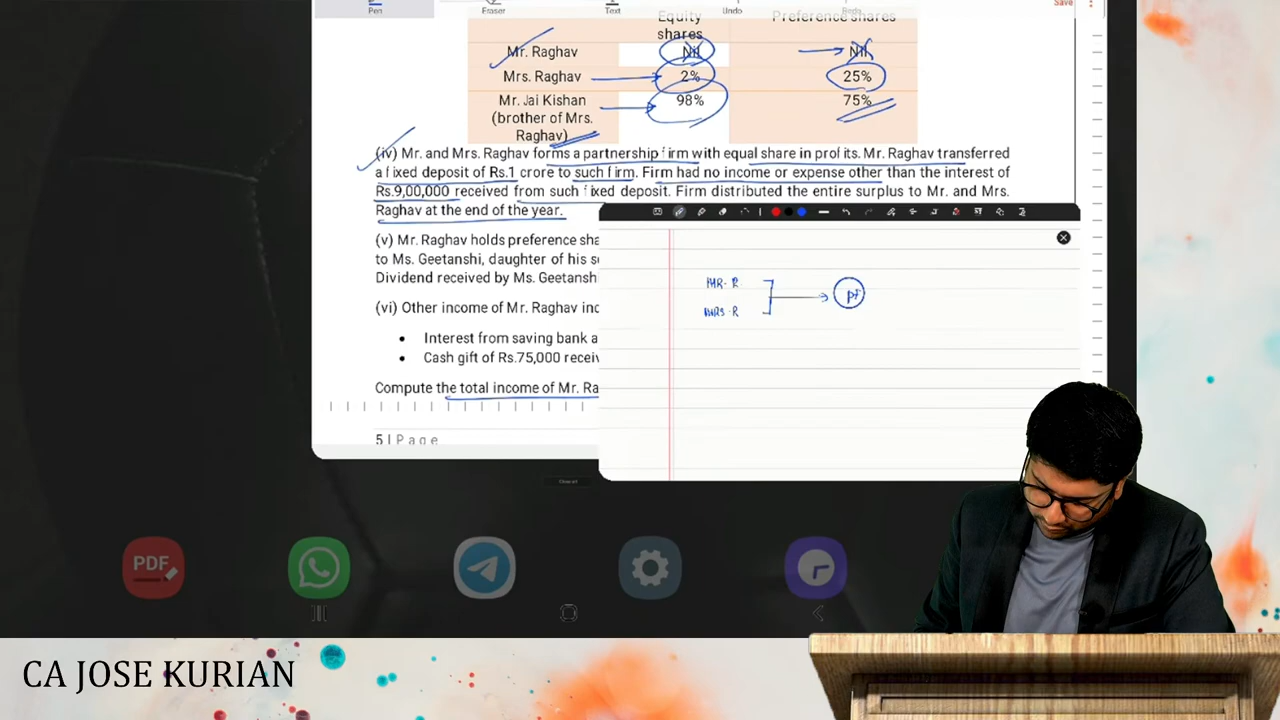 Pen
Eraser
Text
Undo
Redo
Save
Equity shares
Preference shares
Mr. Raghav Nil Nil
Mrs. Raghav 2% 25%
Mr. Jai Kishan 98% 75%
(brother of Mrs.
Raghav)
(iv) Mr. and Mrs. Raghav forms a partnership firm with equal share in profits. Mr. Raghav transferred
a fixed deposit of Rs.1 crore to such firm. Firm had no income or expense other than the interest of
Rs.9,00,000 received from such fixed deposit. Firm distributed the entire surplus to Mr. and Mrs.
Raghav at the end of the year.
(v) Mr. Raghav holds preference sha
to Ms. Geetanshi, daughter of his s
Dividend received by Ms. Geetanshi
(vi) Other income of Mr. Raghav inc
• Interest from saving bank a
• Cash gift of Rs.75,000 receiv
Compute the total income of Mr. Ra
5 | Page
MR. R
MRS. R
PF
Close all
PDF
CA JOSE KURIAN